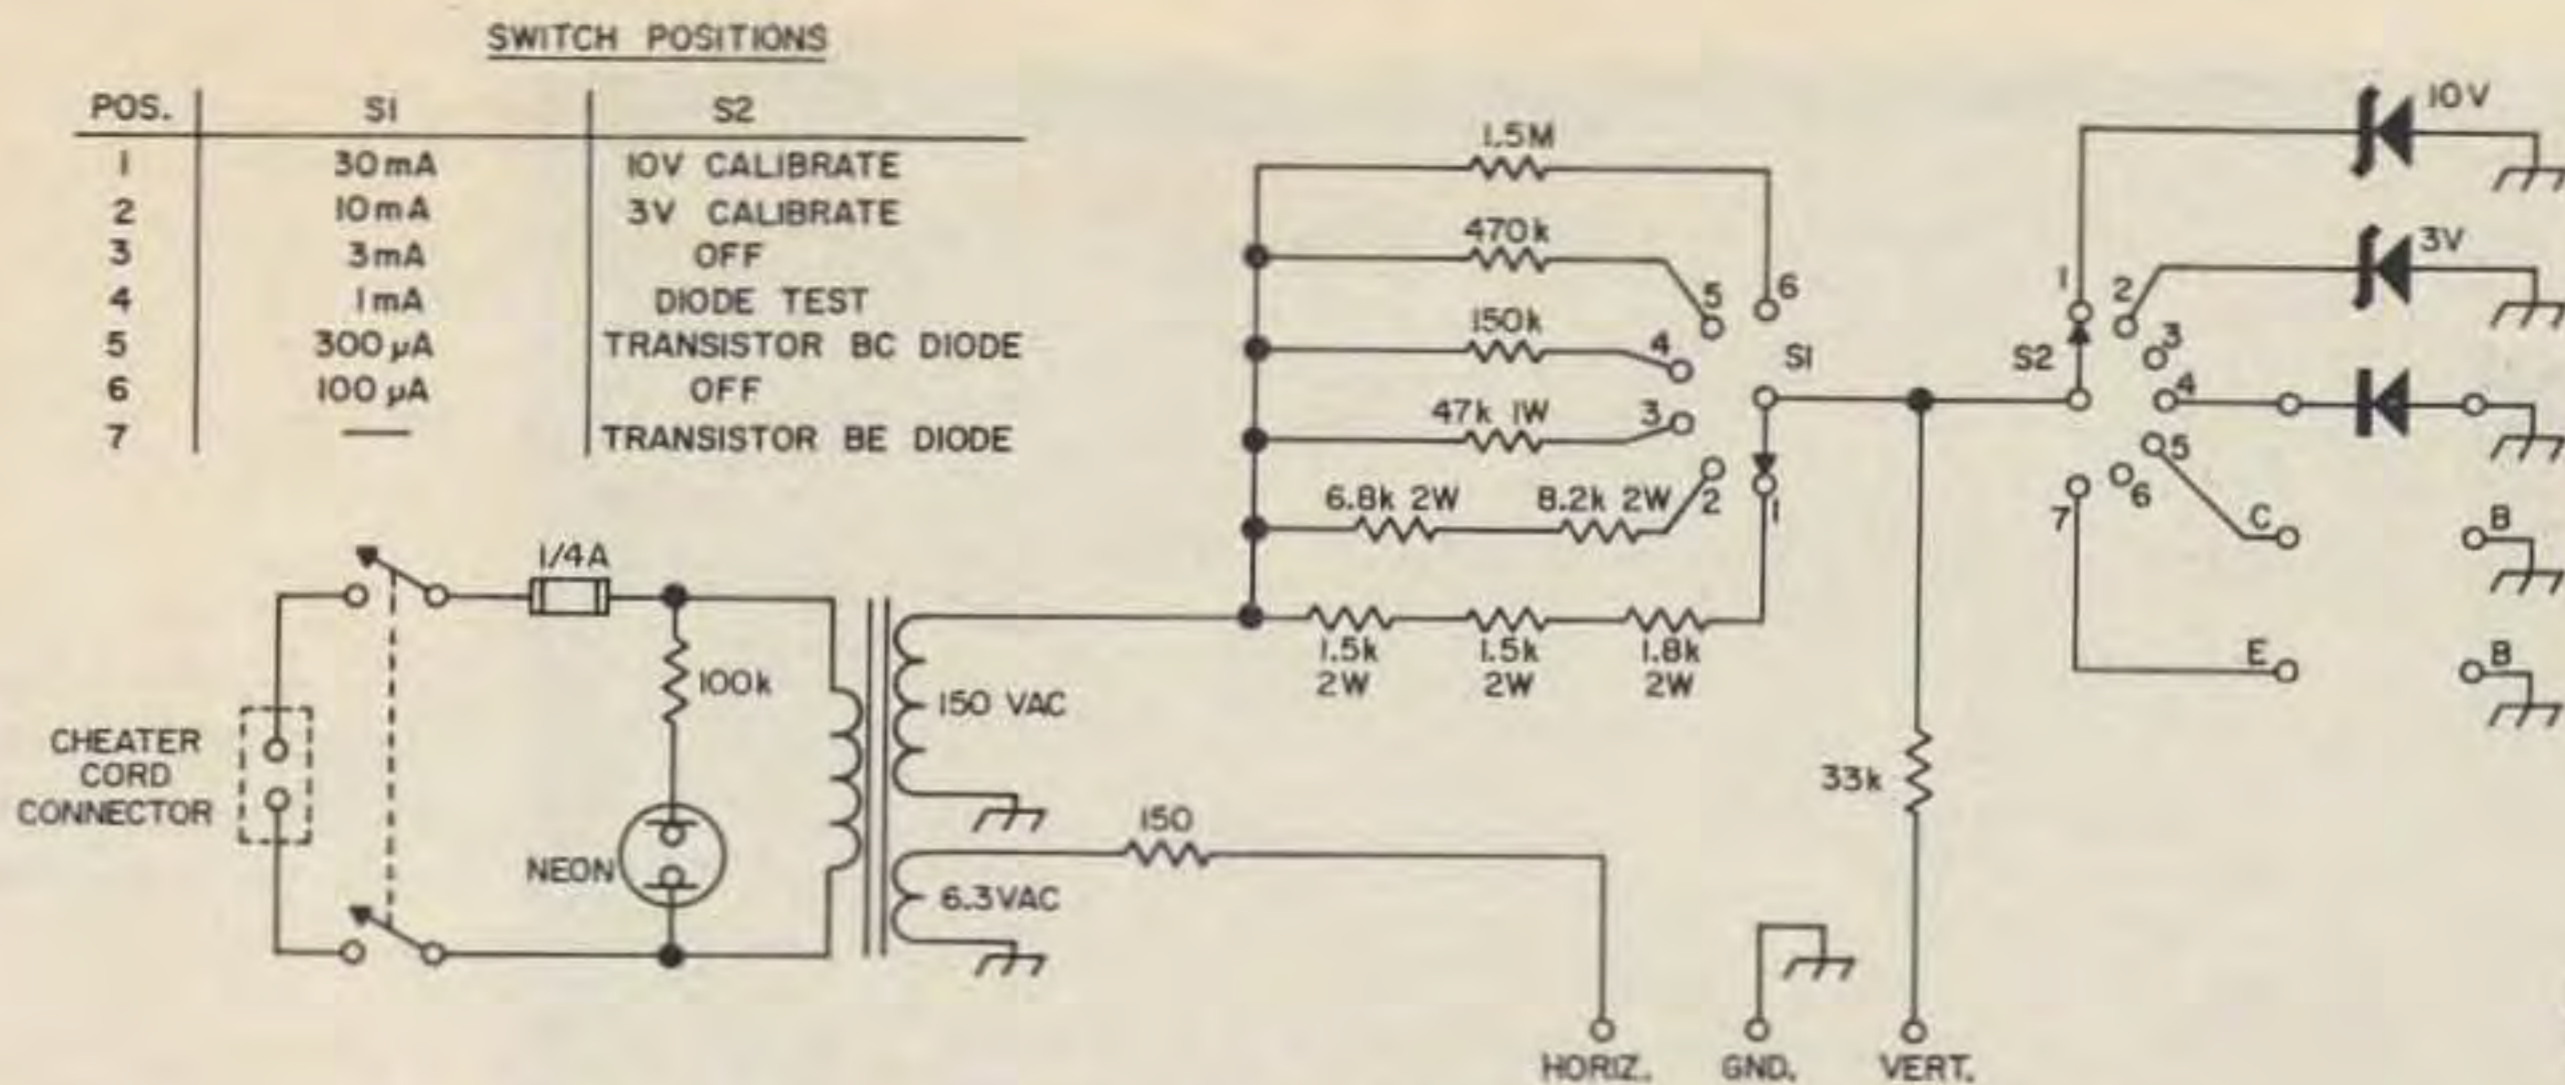 SWITCH POSITIONS
POS. S1 S2
1 30mA 10V CALIBRATE
2 10mA 3V CALIBRATE
3 3mA OFF
4 1mA DIODE TEST
5 300µA TRANSISTOR BC DIODE
6 100µA OFF
7 — TRANSISTOR BE DIODE
10V
1.5M
3V
470k
5
6
1
2
150k
4
S1
S2
3
4
47k 1W
3
5
6.8k 2W
8.2k 2W
2
1
7
6
C
B
1/4A
1.5k
2W
1.5k
2W
1.8k
2W
E
B
100k
150 VAC
CHEATER
CORD
CONNECTOR
33k
150
NEON
6.3VAC
HORIZ.
GND.
VERT.